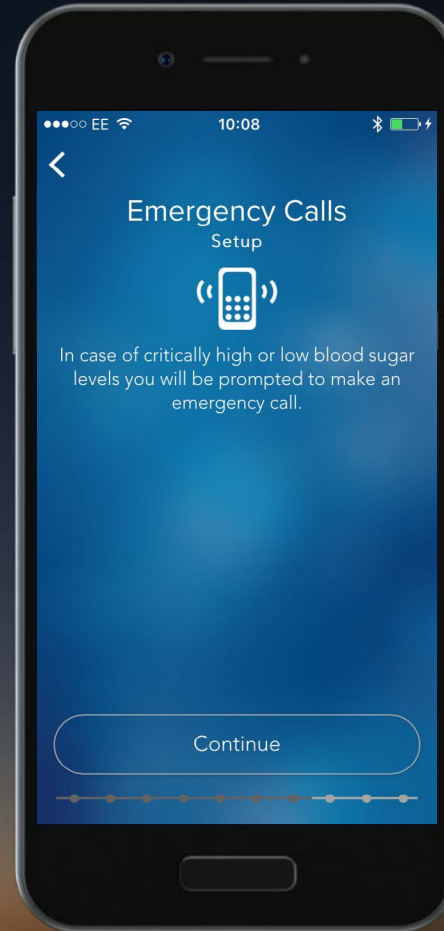 EE
10:08
Emergency Calls
Setup
In case of critically high or low blood sugar
levels you will be prompted to make an
emergency call.
Continue